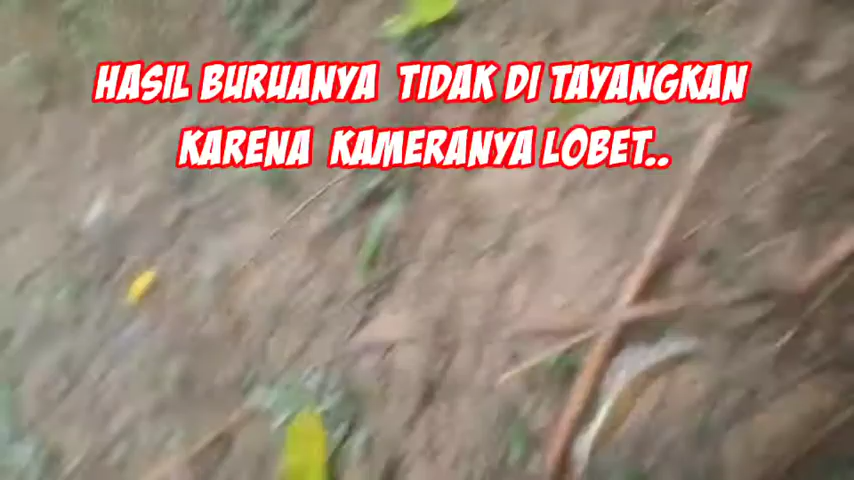 HASIL BURUANYA TIDAK DI TAYANGKAN
KARENA KAMERANYA LOBET..